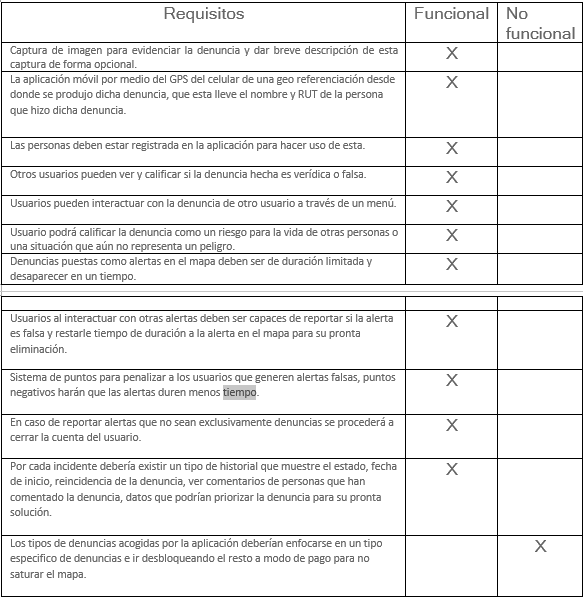 Requisitos Funcional No
funcional
Captura de imagen para evidenciar la denuncia y dar breve descripción de esta X
captura de forma opcional.
La aplicación móvil por medio del GPS del celular de una geo referenciación desde X
donde se produjo dicha denuncia, que esta lleve el nombre y RUT de la persona
que hizo dicha denuncia.
Las personas deben estar registrada en la aplicación para hacer uso de esta. X
Otros usuarios pueden ver y calificar si la denuncia hecha es verídica o falsa. X
Usuarios pueden interactuar con la denuncia de otro usuario a través de un menú. X
Usuario podrá calificar la denuncia como un riesgo para la vida de otras personas o X
una situación que aún no representa un peligro.
Denuncias puestas como alertas en el mapa deben ser de duración limitada y X
desaparecer en un tiempo.
Usuarios al interactuar con otras alertas deben ser capaces de reportar si la alerta X
es falsa y restarle tiempo de duración a la alerta en el mapa para su pronta
eliminación.
Sistema de puntos para penalizar a los usuarios que generen alertas falsas, puntos X
negativos harán que las alertas duren menos tiempo.
En caso de reportar alertas que no sean exclusivamente denuncias se procederá a X
cerrar la cuenta del usuario.
Por cada incidente debería existir un tipo de historial que muestre el estado, fecha X
de inicio, reincidencia de la denuncia, ver comentarios de personas que han
comentado la denuncia, datos que podrían priorizar la denuncia para su pronta
solución.
Los tipos de denuncias acogidas por la aplicación deberían enfocarse en un tipo X
especifico de denuncias e ir desbloqueando el resto a modo de pago para no
saturar el mapa.